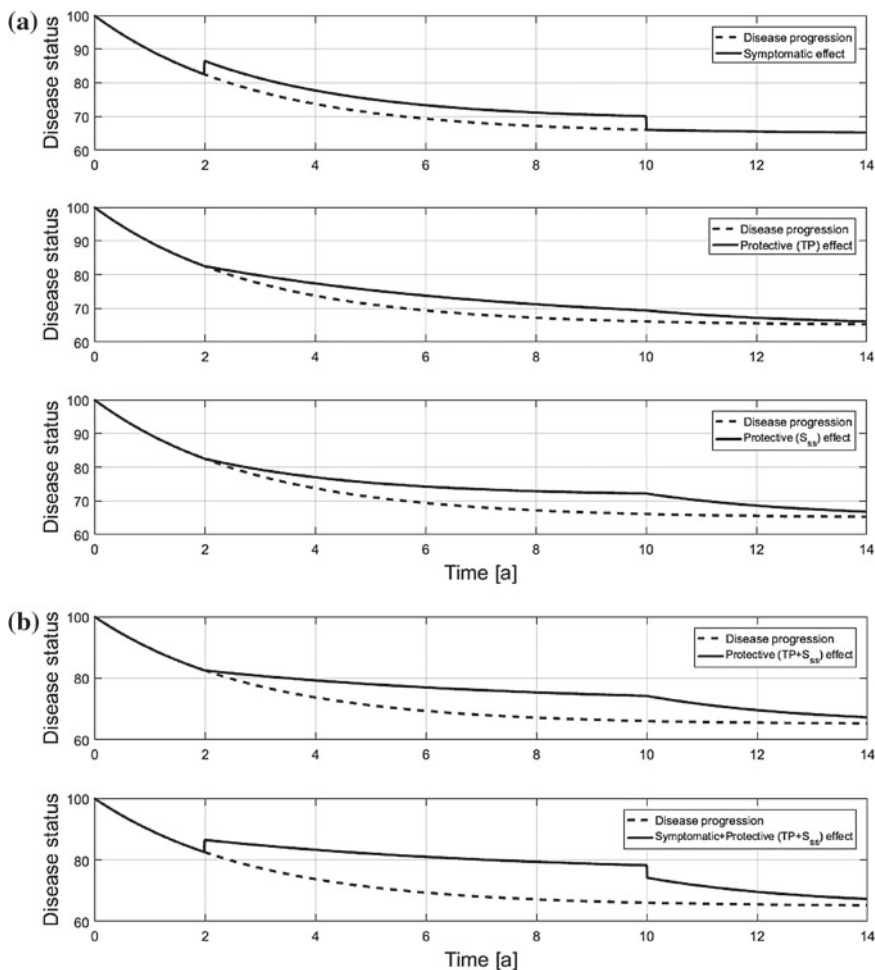 (a)
Disease status
100
90
80
70
60
0 2 4 6 8 10 12 14
Disease progression
Symptomatic effect
Disease status
100
90
80
70
60
0 2 4 6 8 10 12 14
Disease progression
Protective (TP) effect
Disease status
100
90
80
70
60
0 2 4 6 8 10 12 14
Disease progression
Protective (Sss) effect
Time [a]
(b)
Disease status
100
80
60
0 2 4 6 8 10 12 14
Disease progression
Protective (TP+Sss) effect
Disease status
100
80
60
0 2 4 6 8 10 12 14
Disease progression
Symptomatic+Protective (TP+Sss) effect
Time [a]